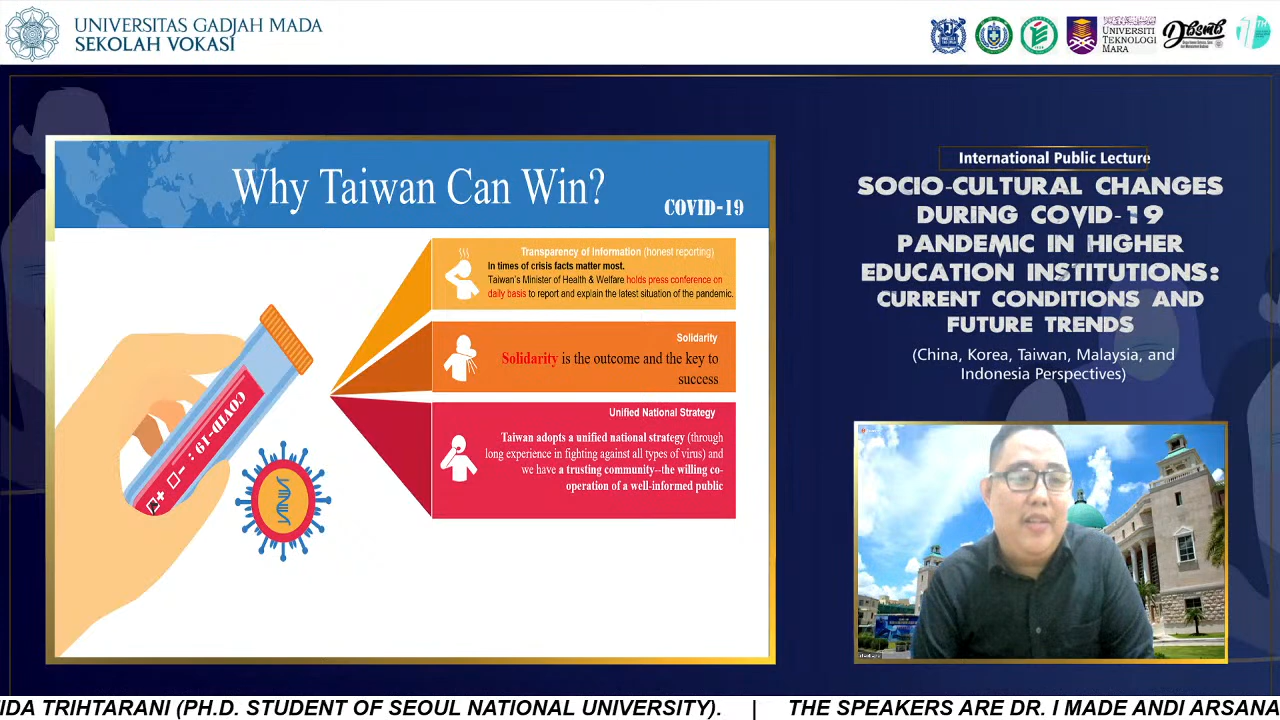 UNIVERSITAS GADJAH MADA
SEKOLAH VOKASI
UNIVERSITI
TEKNOLOGI
MARA
Why Taiwan Can Win?
COVID-19
Transparency of Information (honest reporting)
In times of crisis facts matter most.
Taiwan's Minister of Health & Welfare holds press conference on
daily basis to report and explain the latest situation of the pandemic.
Solidarity
Solidarity is the outcome and the key to
success
Unified National Strategy
Taiwan adopts a unified national strategy (through
long experience in fighting against all types of virus) and
we have a trusting community--the willing co-
operation of a well-informed public
COVID-19 :
International Public Lecture
SOCIO-CULTURAL CHANGES
DURING COVID-19
PANDEMIC IN HIGHER
EDUCATION INSTITUTIONS:
CURRENT CONDITIONS AND
FUTURE TRENDS
(China, Korea, Taiwan, Malaysia, and
Indonesia Perspectives)
IDA TRIHTARANI (PH.D. STUDENT OF SEOUL NATIONAL UNIVERSITY). | THE SPEAKERS ARE DR. I MADE ANDI ARSANA